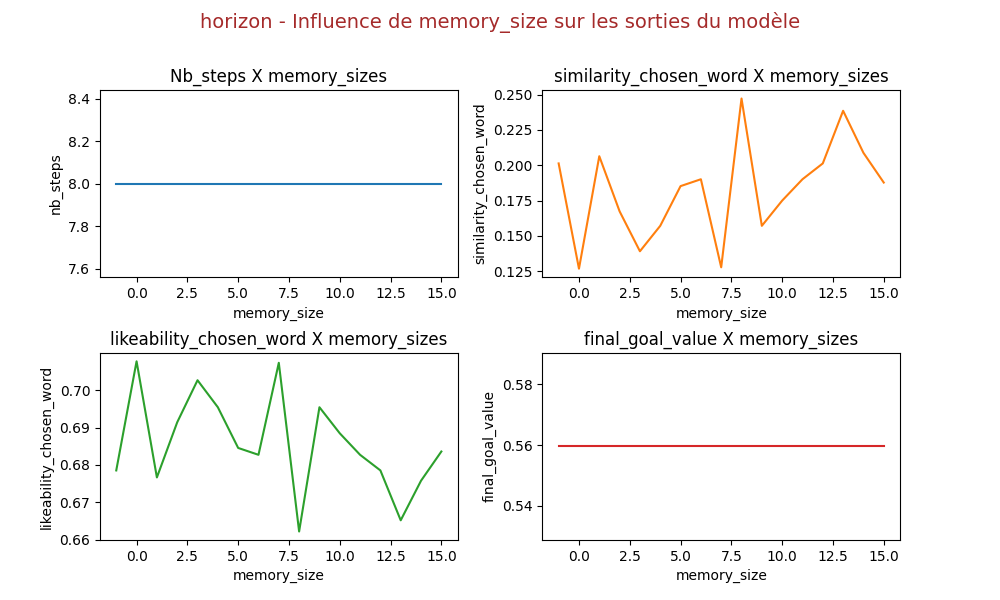 horizon - Influence de memory_size sur les sorties du modèle
Nb_steps X memory_sizes
nb_steps
8.4
8.2
8.0
7.8
7.6
0.0 2.5 5.0 7.5 10.0 12.5 15.0
memory_size
similarity_chosen_word X memory_sizes
similarity_chosen_word
0.250
0.225
0.200
0.175
0.150
0.125
0.0 2.5 5.0 7.5 10.0 12.5 15.0
memory_size
likeability_chosen_word X memory_sizes
likeability_chosen_word
0.70
0.69
0.68
0.67
0.66
0.0 2.5 5.0 7.5 10.0 12.5 15.0
memory_size
final_goal_value X memory_sizes
final_goal_value
0.58
0.56
0.54
0.0 2.5 5.0 7.5 10.0 12.5 15.0
memory_size